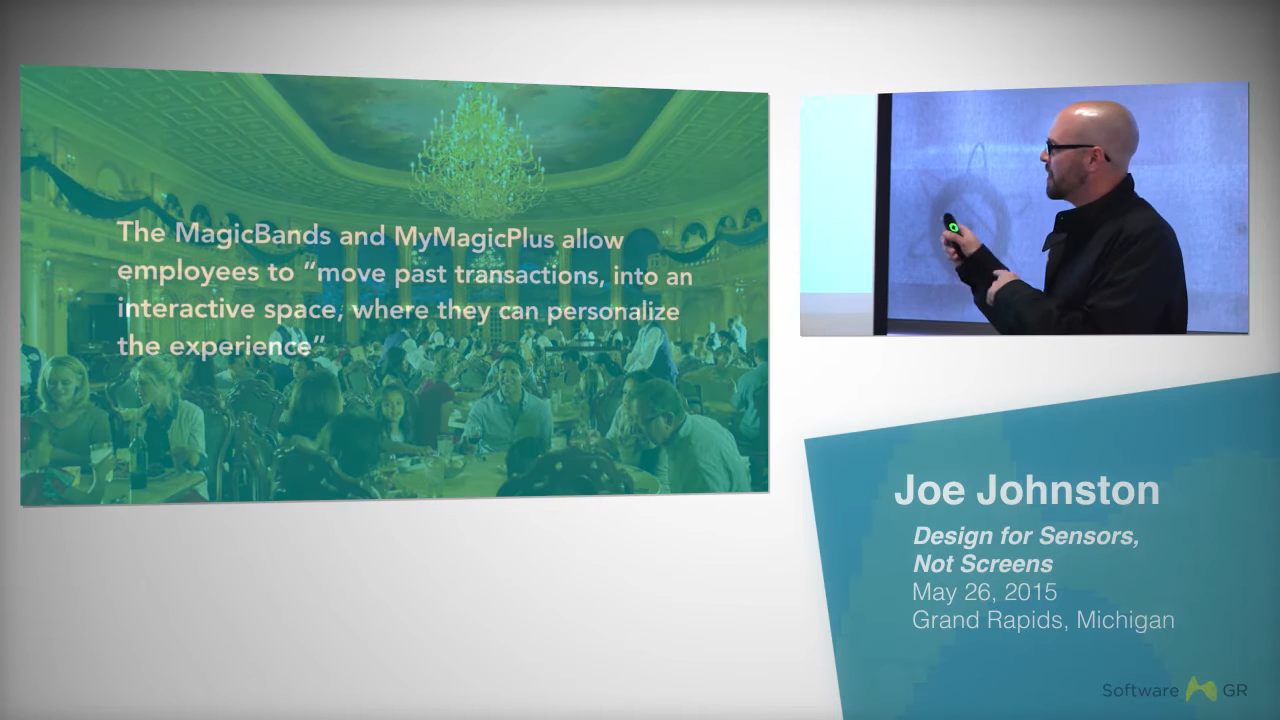 The MagicBands and MyMagicPlus allow
employees to “move past transactions, into an
interactive space, where they can personalize
the experience”
Joe Johnston
Design for Sensors,
Not Screens
May 26, 2015
Grand Rapids, Michigan
Software GR